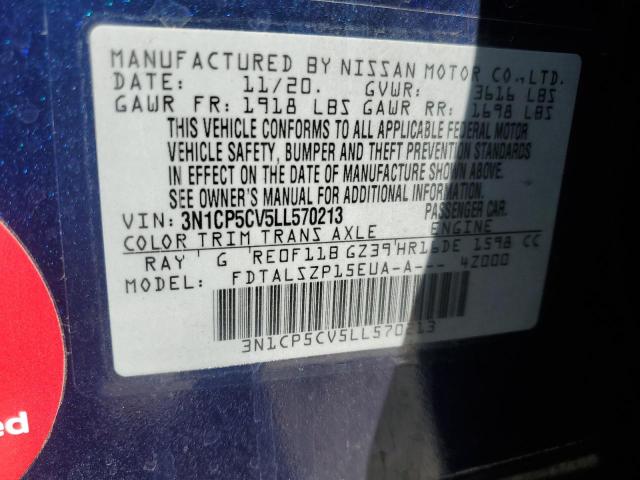 MANUFACTURED BY NISSAN MOTOR CO., LTD.
DATE: 11/20. GVWR: 3616 LBS
GAWR FR: 1918 LBS GAWR RR: 1698 LBS
THIS VEHICLE CONFORMS TO ALL APPLICABLE FEDERAL MOTOR
VEHICLE SAFETY, BUMPER AND THEFT PREVENTION STANDARDS
IN EFFECT ON THE DATE OF MANUFACTURE SHOWN ABOVE.
SEE OWNER'S MANUAL FOR ADDITIONAL INFORMATION.
VIN: 3N1CP5CV5LL570213 PASSENGER CAR.
COLOR TRIM TRANS AXLE ENGINE
RAY' G 'RE0F11B GZ39'HR16DE 1598 CC
MODEL: FDTALSZP15EUA-A--- 4Z000
3N1CP5CV5LL570213
ed